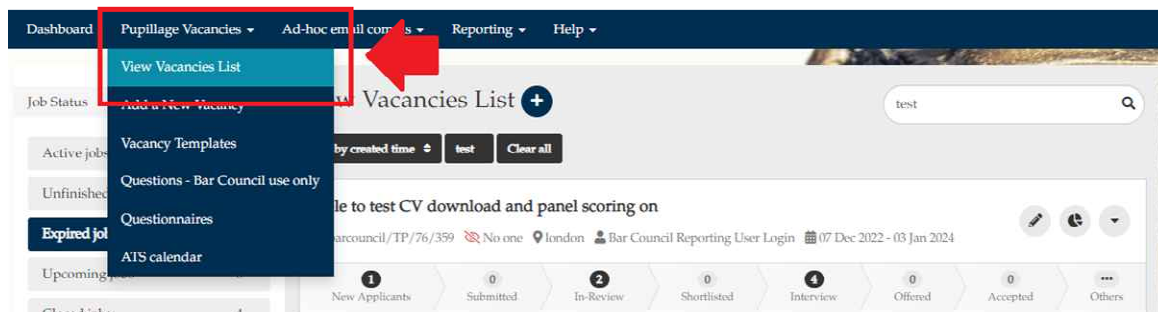 Dashboard Pupillage Vacancies Ad-hoc email Reporting Help
View Vacancies List
Job Status Add a New Vacancy Vacancies List test
Active jobs Vacancy Templates by created time test Clear all
Unfinished Questions - Bar Council use only
Questionnaires le to test CV download and panel scoring on
Expired barcouncil/TP/76/359 No one london Bar Council Reporting User Login 07 Dec 2022 - 03 Jan 2024
ATS calendar
Upcoming 1 0 2 0 4 0 0 •••
New Applicants Submitted In-Review Shortlisted Interview Offered Accepted Others